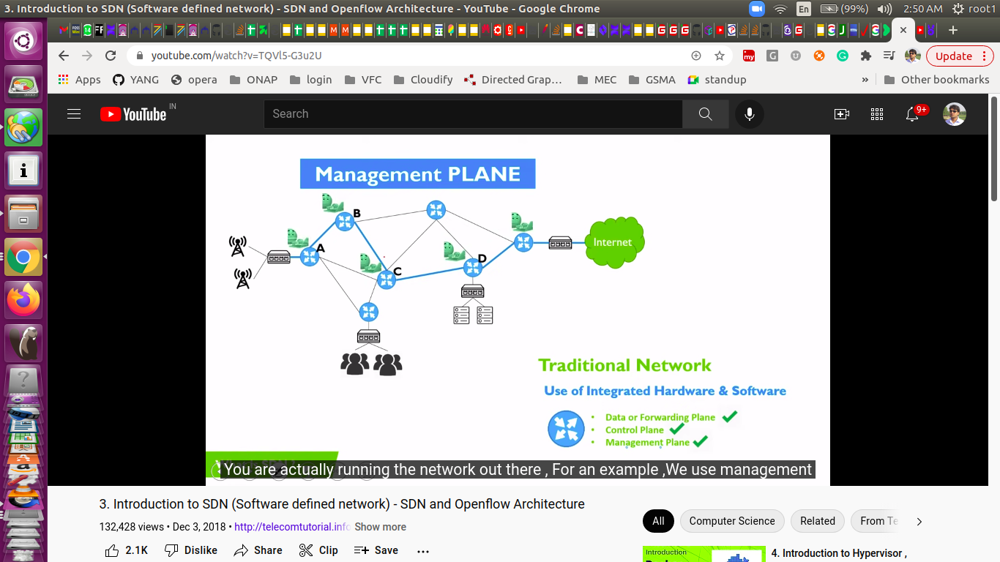 3. Introduction to SDN (Software defined network) - SDN and Openflow Architecture - YouTube - Google Chrome
En
(99%)
2:50 AM
root1
youtube.com/watch?v=TQVl5-G3u2U
Update
Apps
YANG
opera
ONAP
login
VFC
Cloudify
Directed Grap...
MEC
GSMA
standup
»
Other bookmarks
YouTube
IN
Search
9+
Management PLANE
B
A
C
D
Internet
Traditional Network
Use of Integrated Hardware & Software
• Data or Forwarding Plane
• Control Plane
• Management Plane
You are actually running the network out there , For an example ,We use management
3. Introduction to SDN (Software defined network) - SDN and Openflow Architecture
132,428 views • Dec 3, 2018 • http://telecomtutorial.info
Show more
2.1K
Dislike
Share
Clip
Save
All
Computer Science
Related
From Te
Introduction
4. Introduction to Hypervisor ,